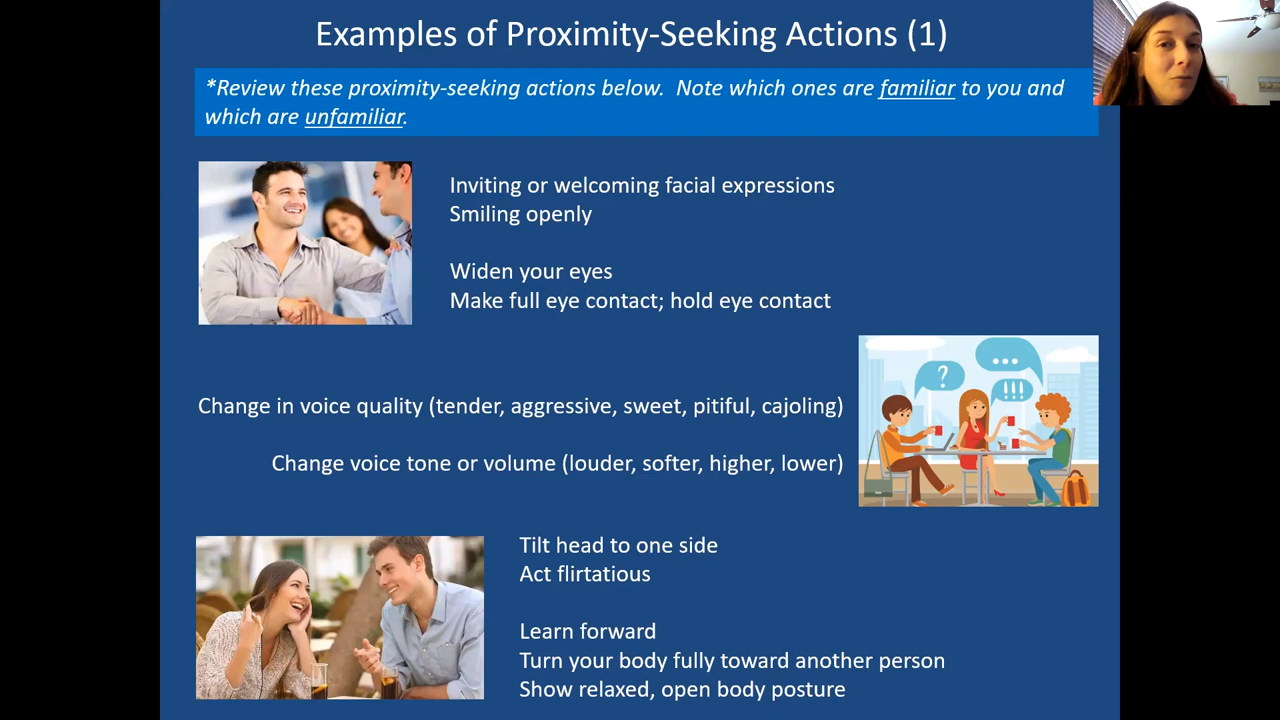 Examples of Proximity-Seeking Actions (1)
*Review these proximity-seeking actions below.  Note which ones are familiar to you and
which are unfamiliar.
Inviting or welcoming facial expressions
Smiling openly
Widen your eyes
Make full eye contact; hold eye contact
?
...
!!!
Change in voice quality (tender, aggressive, sweet, pitiful, cajoling)
Change voice tone or volume (louder, softer, higher, lower)
Tilt head to one side
Act flirtatious
Learn forward
Turn your body fully toward another person
Show relaxed, open body posture